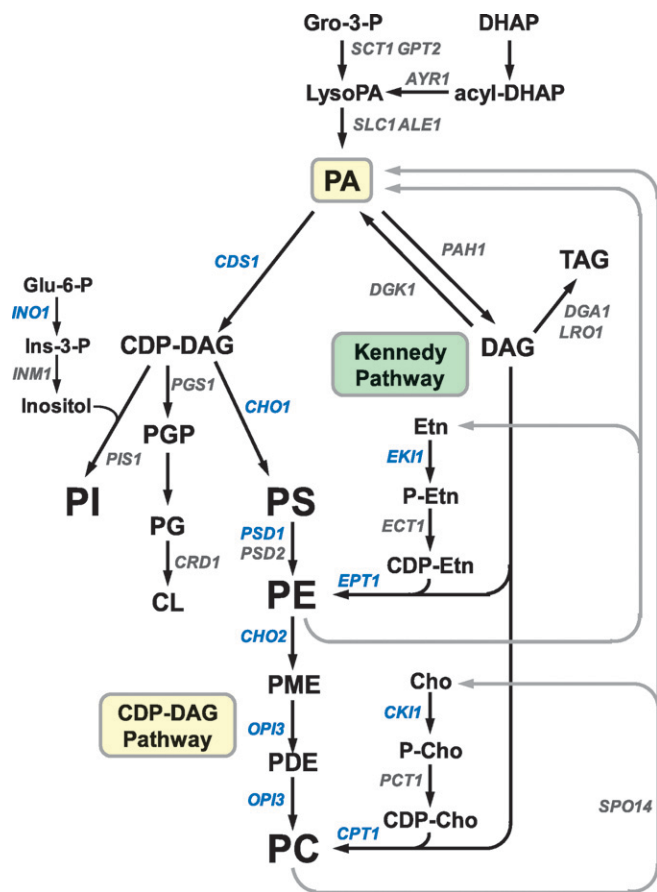 Gro-3-P DHAP
SCT1 GPT2
AYR1
LysoPA acyl-DHAP
SLC1 ALE1
PA
PAH1
CDS1
DGK1
TAG
Glu-6-P
DGA1
LRO1
INO1
Ins-3-P CDP-DAG DAG
Kennedy
Pathway
INM1
PGS1
CHO1
Inositol
Etn
PGP
PIS1
EKI1
PI PS P-Etn
PG
PSD1
PSD2
ECT1
CRD1
CDP-Etn
EPT1
CL PE
CHO2
PME Cho
CKI1
CDP-DAG
Pathway
OPI3
P-Cho
PDE
PCT1
OPI3
SPO14
CDP-Cho
CPT1
PC